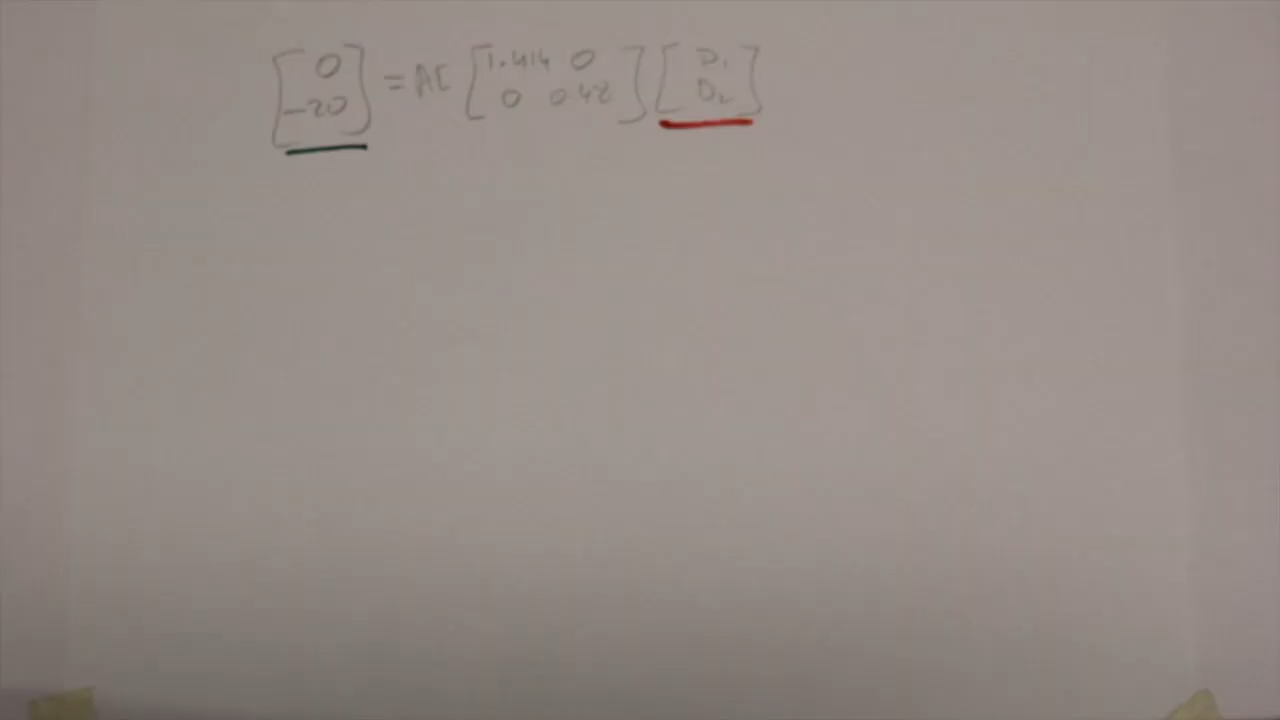 [0 -20] = AE [1.414 0 0 0.48] [D₁ D₂]